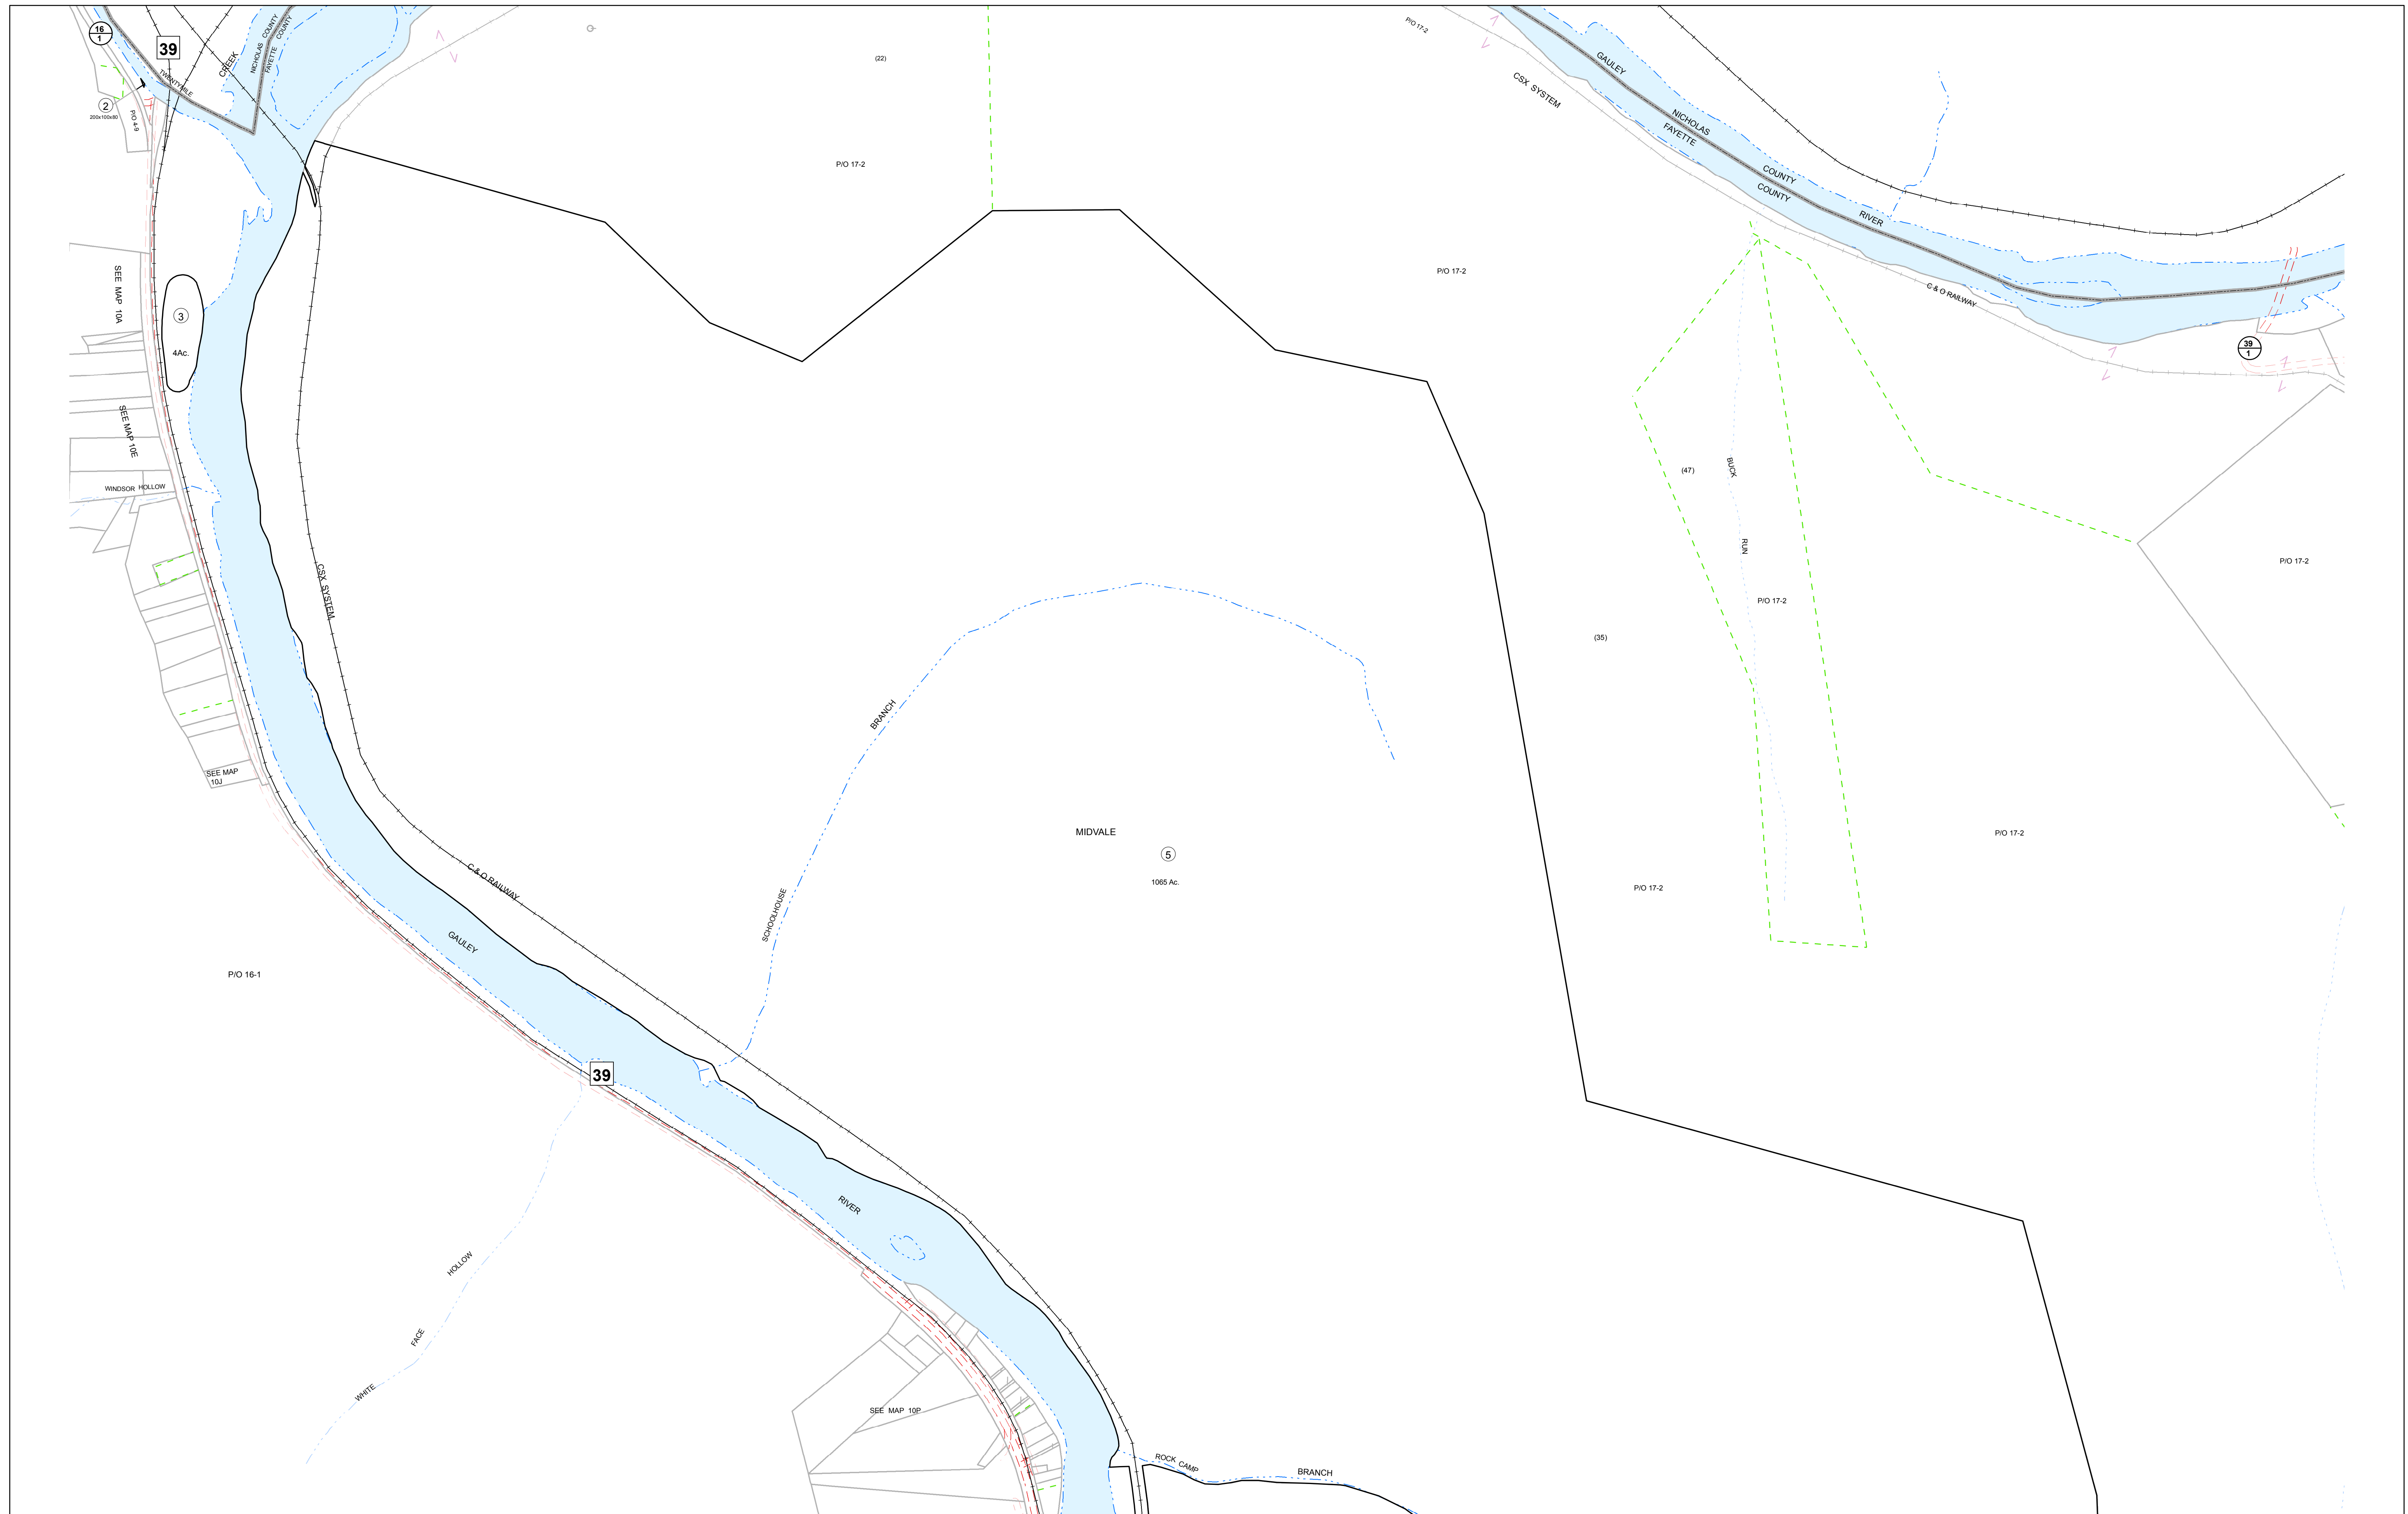 16
1
39
CREEK
NICHOLAS COUNTY
FAYETTE COUNTY
TWENTYMILE
2
200x100x80
P/O 4-9
(22)
P/O 17-2
P/O 17-2
CSX SYSTEM
GAULEY
NICHOLAS
FAYETTE
COUNTY
COUNTY
RIVER
P/O 17-2
C & O RAILWAY
39
1
SEE MAP 10A
3
4Ac.
SEE MAP 10E
WINDSOR HOLLOW
CSX SYSTEM
(47)
BUCK
RUN
P/O 17-2
P/O 17-2
(35)
SEE MAP
10J
BRANCH
SCHOOLHOUSE
MIDVALE
5
1065 Ac.
P/O 17-2
P/O 17-2
C & O RAILWAY
GAULEY
P/O 16-1
39
RIVER
HOLLOW
FACE
WHITE
SEE MAP 10P
ROCK CAMP
BRANCH